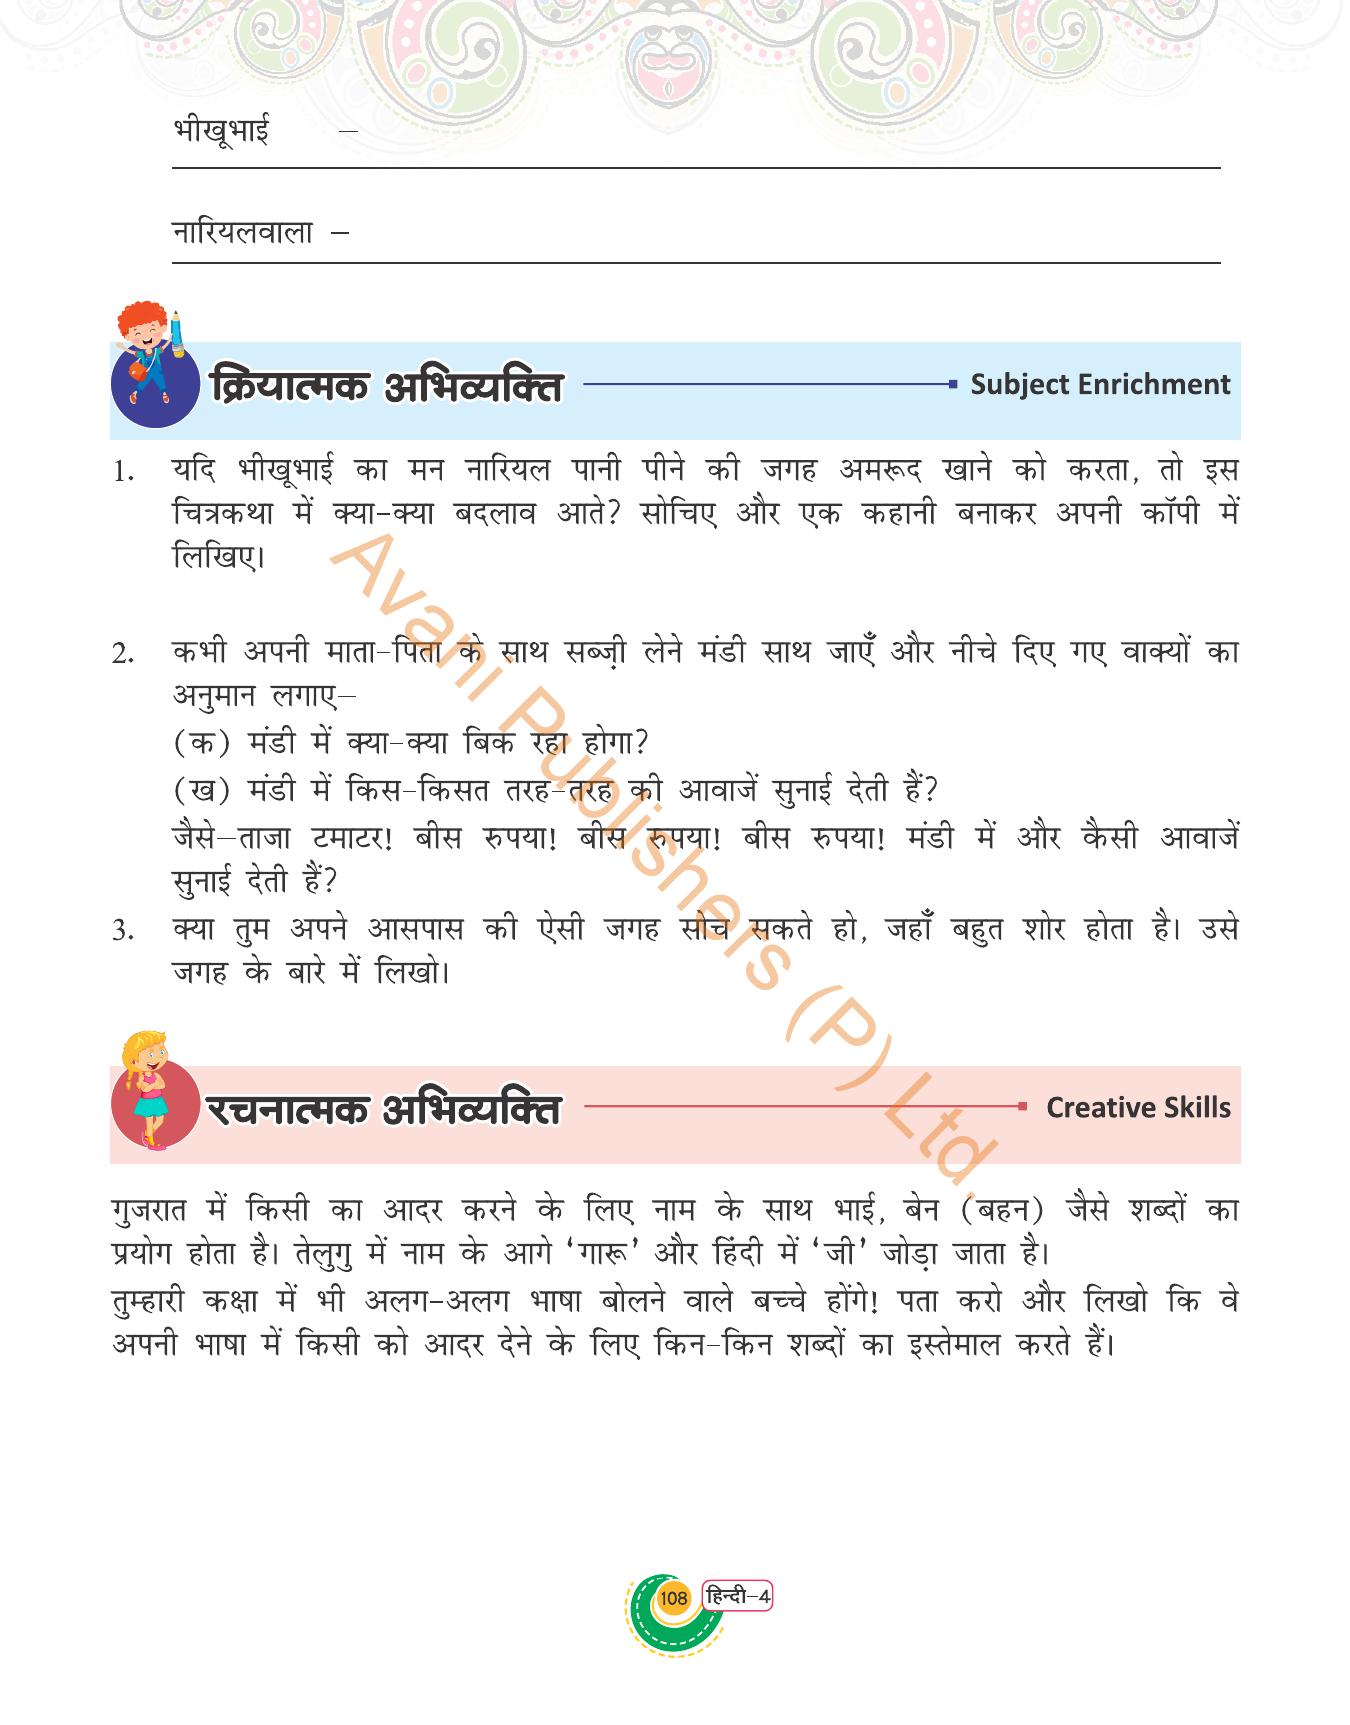 भीखूभाई –
नारियलवाला –
क्रियात्मक अभिव्यक्ति Subject Enrichment
1. यदि भीखूभाई का मन नारियल पानी पीने की जगह अमरूद खाने को करता, तो इस
चित्रकथा में क्या-क्या बदलाव आते? सोचिए और एक कहानी बनाकर अपनी कॉपी में
लिखिए।
2. कभी अपनी माता-पिता के साथ सब्ज़ी लेने मंडी साथ जाएँ और नीचे दिए गए वाक्यों का
अनुमान लगाए–
(क) मंडी में क्या-क्या बिक रहा होगा?
(ख) मंडी में किस-किसत तरह-तरह की आवाजें सुनाई देती हैं?
जैसे–ताजा टमाटर! बीस रुपया! बीस रुपया! बीस रुपया! मंडी में और कैसी आवाजें
सुनाई देती हैं?
3. क्या तुम अपने आसपास की ऐसी जगह सोच सकते हो, जहाँ बहुत शोर होता है। उसे
जगह के बारे में लिखो।
Avani Publishers (P) Ltd.
रचनात्मक अभिव्यक्ति Creative Skills
गुजरात में किसी का आदर करने के लिए नाम के साथ भाई, बेन (बहन) जैसे शब्दों का
प्रयोग होता है। तेलुगु में नाम के आगे ‘गारू’ और हिंदी में ‘जी’ जोड़ा जाता है।
तुम्हारी कक्षा में भी अलग-अलग भाषा बोलने वाले बच्चे होंगे! पता करो और लिखो कि वे
अपनी भाषा में किसी को आदर देने के लिए किन-किन शब्दों का इस्तेमाल करते हैं।
108 हिन्दी-4